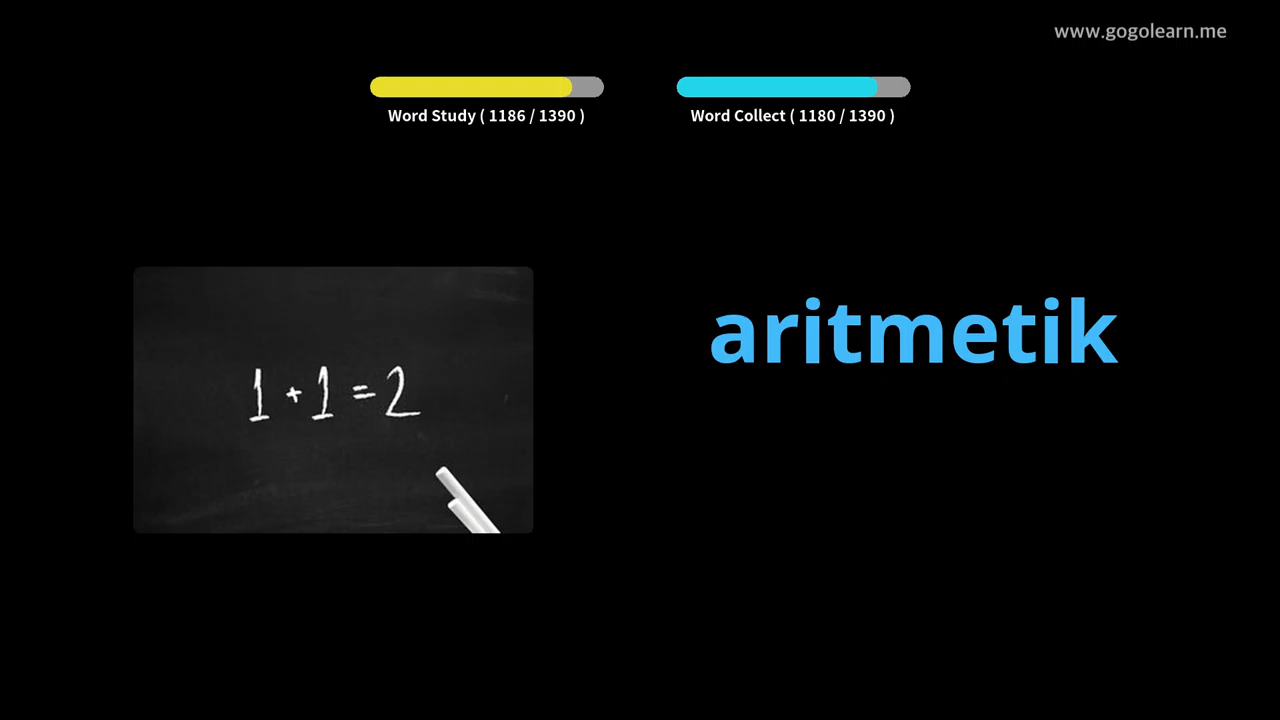 www.gogolearn.me
Word Study ( 1186 / 1390 )
Word Collect ( 1180 / 1390 )
aritmetik
1 + 1 = 2